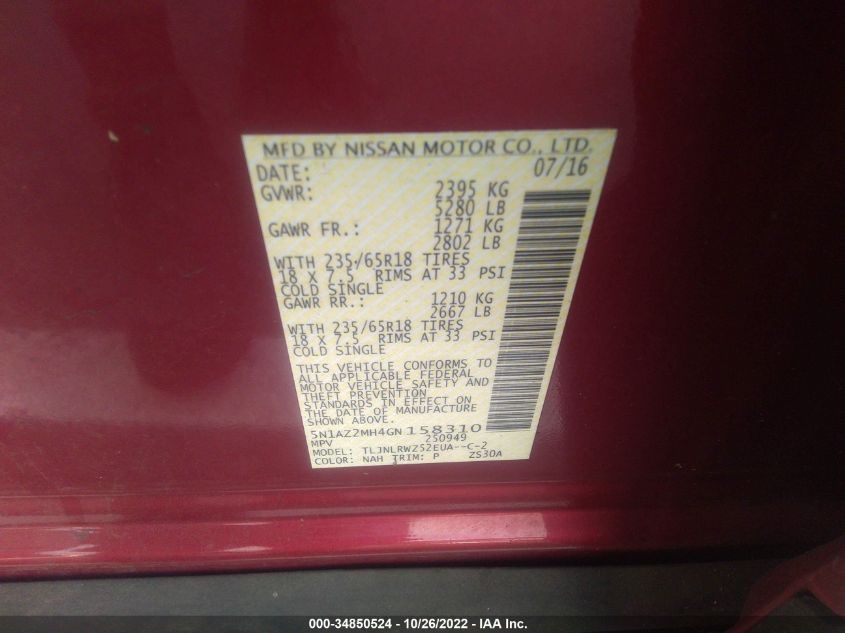 MFD BY NISSAN MOTOR CO., LTD.
DATE: 07/16
GVWR: 2395 KG
5280 LB
GAWR FR.: 1271 KG
2802 LB
WITH 235/65R18 TIRES
18 X 7.5 RIMS AT 33 PSI
COLD SINGLE
GAWR RR.: 1210 KG
2667 LB
WITH 235/65R18 TIRES
18 X 7.5 RIMS AT 33 PSI
COLD SINGLE
THIS VEHICLE CONFORMS TO
ALL APPLICABLE FEDERAL
MOTOR VEHICLE SAFETY AND
THEFT PREVENTION
STANDARDS IN EFFECT ON
THE DATE OF MANUFACTURE
SHOWN ABOVE.
5N1AZ2MH4GN158310
MPV 250949
MODEL: TLJNLRWZ52EUA--C-2
COLOR: NAH TRIM: P ZS30A
000-34850524 - 10/26/2022 - IAA Inc.